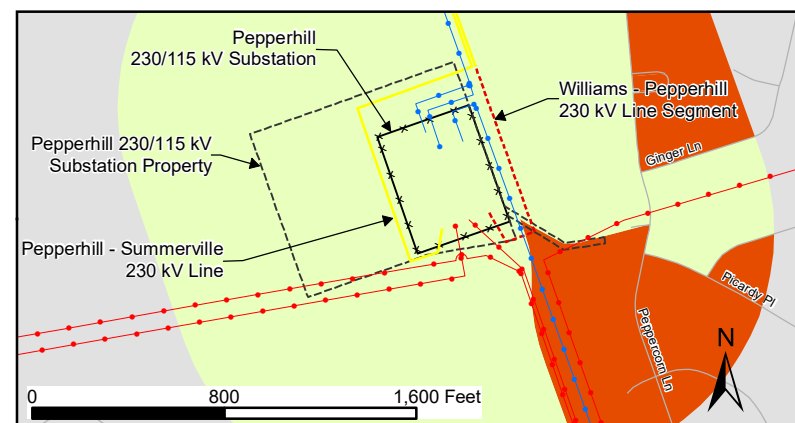 Pepperhill
230/115 kV Substation
Williams - Pepperhill
230 kV Line Segment
Pepperhill 230/115 kV
Substation Property
Ginger Ln
Pepperhill - Summerville
230 kV Line
Picardy Pl
Peppercorn Ln
N
0 800 1,600 Feet